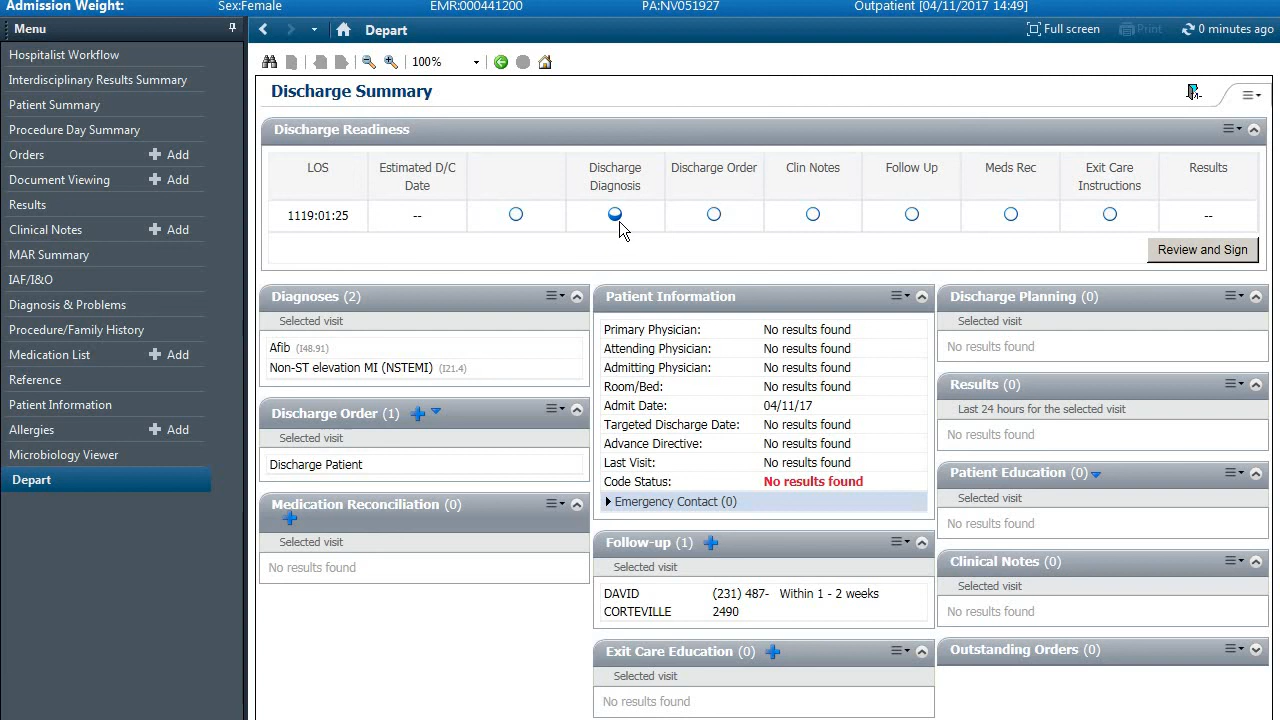 Admission Weight: Sex:Female EMR:000441200 PA:NV051927 Outpatient [04/11/2017 14:49]
Menu
Hospitalist Workflow
Interdisciplinary Results Summary
Patient Summary
Procedure Day Summary
Orders Add
Document Viewing Add
Results
Clinical Notes Add
MAR Summary
IAF/I&O
Diagnosis & Problems
Procedure/Family History
Medication List Add
Reference
Patient Information
Allergies Add
Microbiology Viewer
Depart
Depart Full screen Print 0 minutes ago
100%
Discharge Summary
Discharge Readiness
LOS
Estimated D/C
Date
Discharge
Diagnosis
Discharge Order
Clin Notes
Follow Up
Meds Rec
Exit Care
Instructions
Results
1119:01:25 -- --
Review and Sign
Diagnoses (2)
Selected visit
Afib (I48.91)
Non-ST elevation MI (NSTEMI) (I21.4)
Discharge Order (1)
Selected visit
Discharge Patient
Medication Reconciliation (0)
Selected visit
No results found
Patient Information
Primary Physician: No results found
Attending Physician: No results found
Admitting Physician: No results found
Room/Bed: No results found
Admit Date: 04/11/17
Targeted Discharge Date: No results found
Advance Directive: No results found
Last Visit: No results found
Code Status: No results found
Emergency Contact (0)
Follow-up (1)
Selected visit
DAVID (231) 487- Within 1 - 2 weeks
CORTEVILLE 2490
Exit Care Education (0)
Selected visit
No results found
Discharge Planning (0)
Selected visit
No results found
Results (0)
Last 24 hours for the selected visit
No results found
Patient Education (0)
Selected visit
No results found
Clinical Notes (0)
Selected visit
No results found
Outstanding Orders (0)